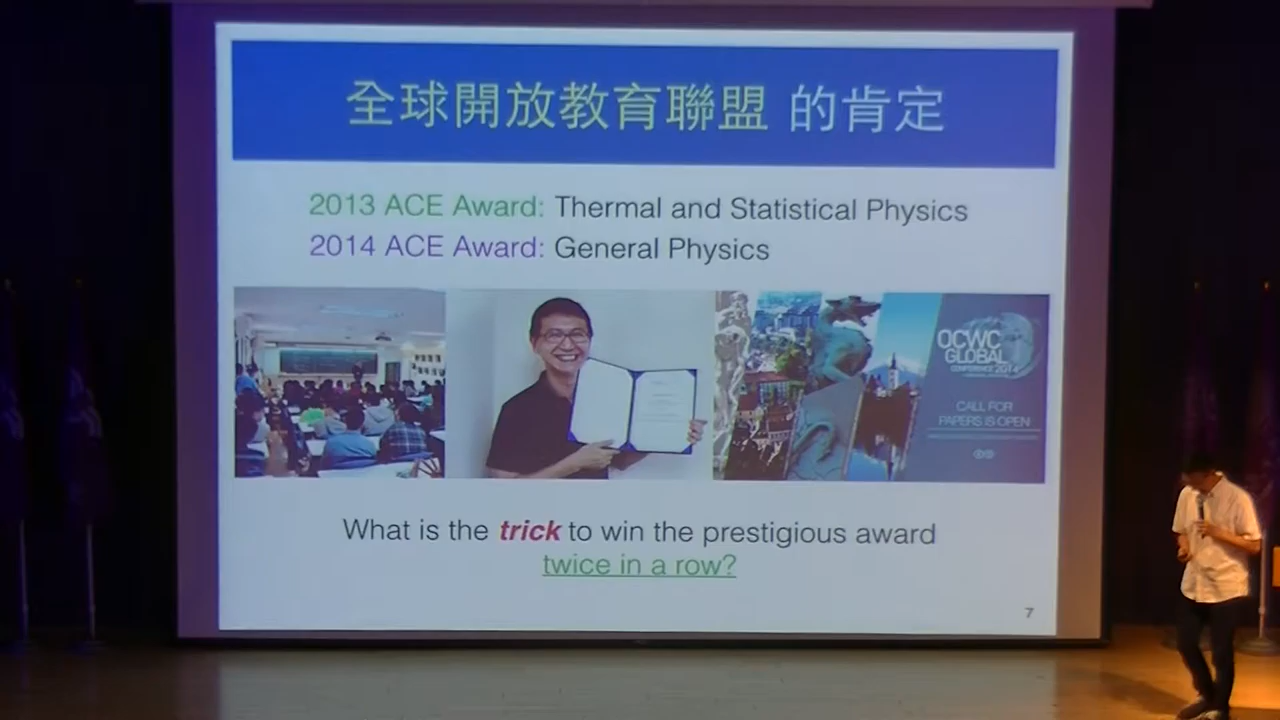 全球開放教育聯盟 的肯定
2013 ACE Award: Thermal and Statistical Physics
2014 ACE Award: General Physics
OCWC
GLOBAL
CONFERENCE 2014
CALL FOR
PAPERS IS OPEN
What is the trick to win the prestigious award
twice in a row?
7